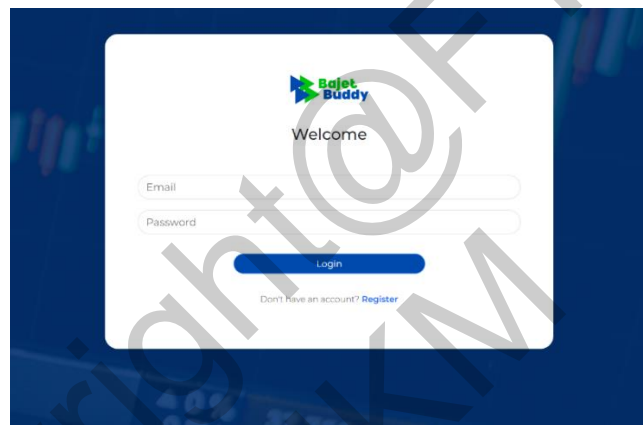 Bajet
Buddy
Welcome
Email
Password
Login
Don't have an account? Register